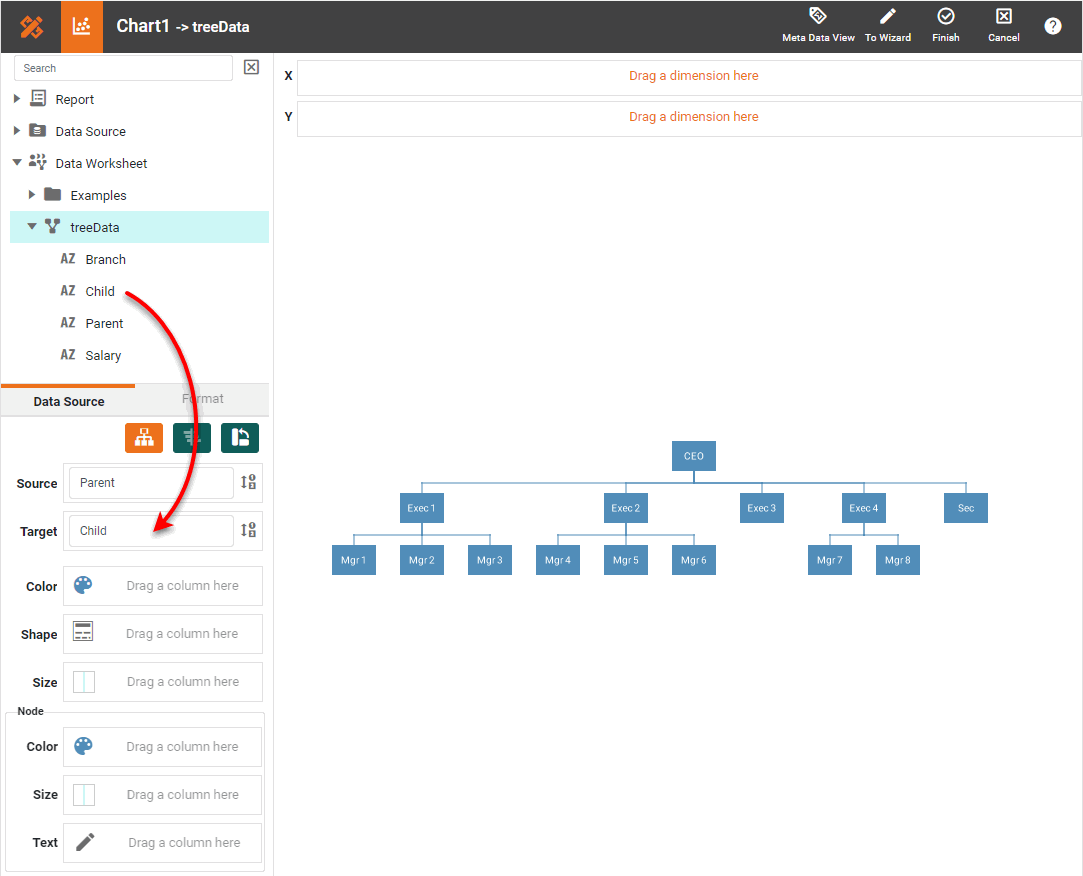 Chart1 -> treeData
Meta Data View
To Wizard
Finish
Cancel
?
Search
Report
Data Source
Data Worksheet
Examples
treeData
AZ Branch
AZ Child
AZ Parent
AZ Salary
Data Source
Format
Source Parent
Target Child
Color Drag a column here
Shape Drag a column here
Size Drag a column here
Node
Color Drag a column here
Size Drag a column here
Text Drag a column here
X Drag a dimension here
Y Drag a dimension here
CEO
Exec 1 Exec 2 Exec 3 Exec 4 Sec
Mgr 1 Mgr 2 Mgr 3 Mgr 4 Mgr 5 Mgr 6 Mgr 7 Mgr 8